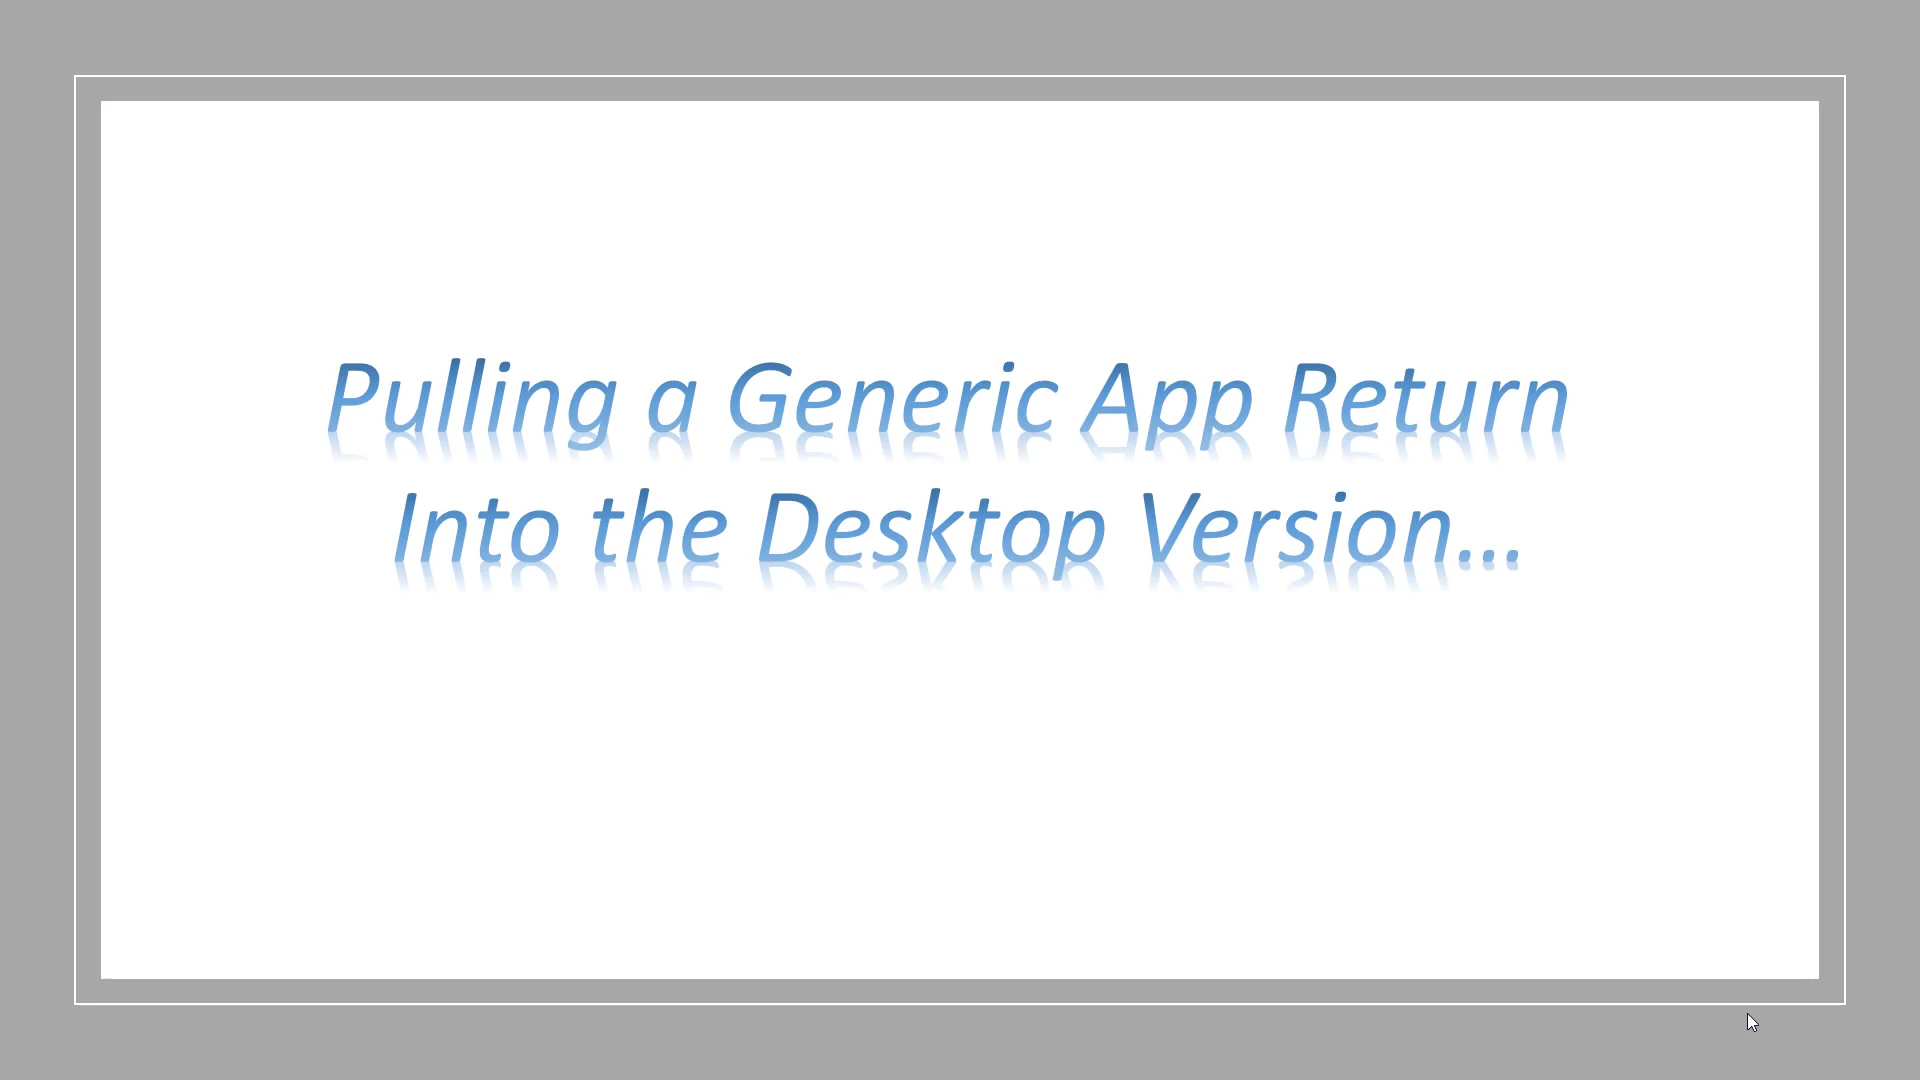 Pulling a Generic App Return
Into the Desktop Version...